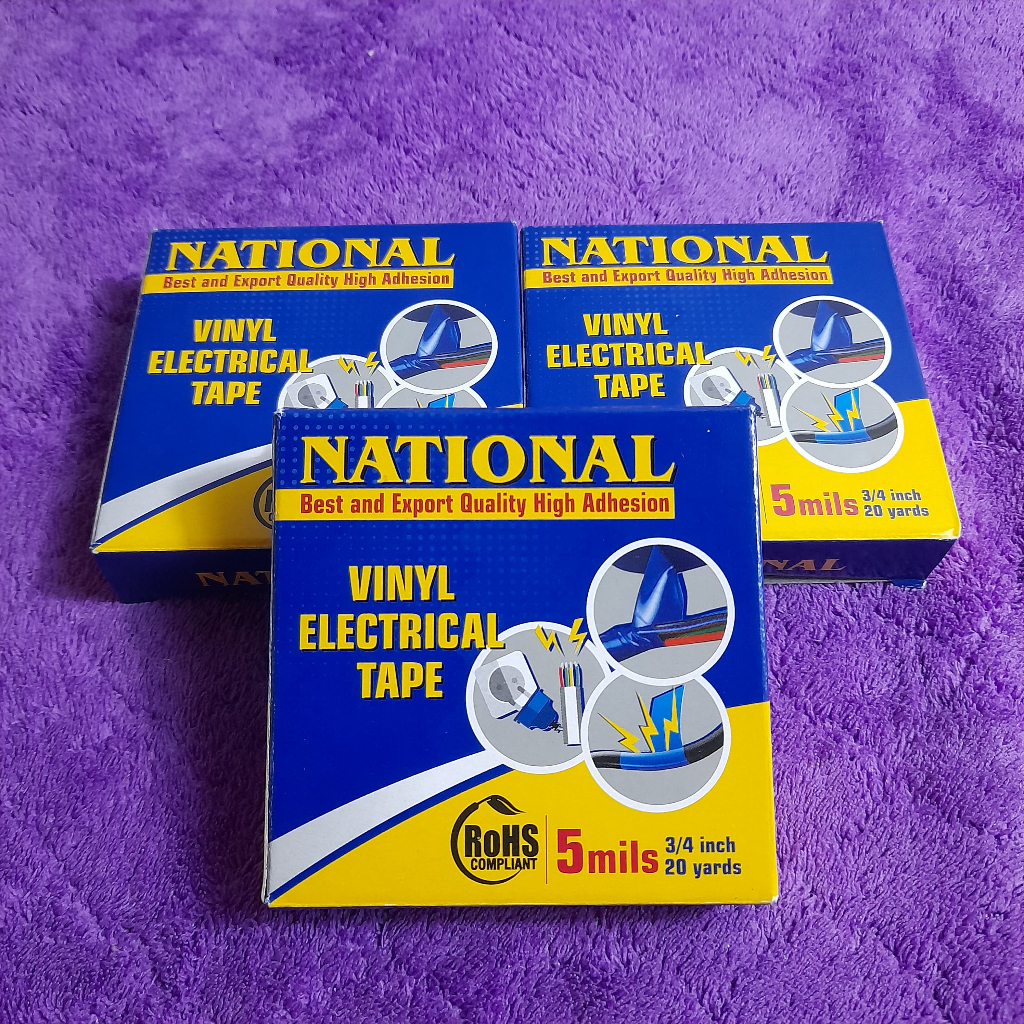 NATIONAL
Best and Export Quality High Adhesion
VINYL
ELECTRICAL
TAPE
NATIONAL
Best and Export Quality High Adhesion
VINYL
ELECTRICAL
TAPE
5mils
3/4 inch
20 yards
NAT
NAL
NATIONAL
Best and Export Quality High Adhesion
VINYL
ELECTRICAL
TAPE
RoHS
COMPLIANT
5mils
3/4 inch
20 yards